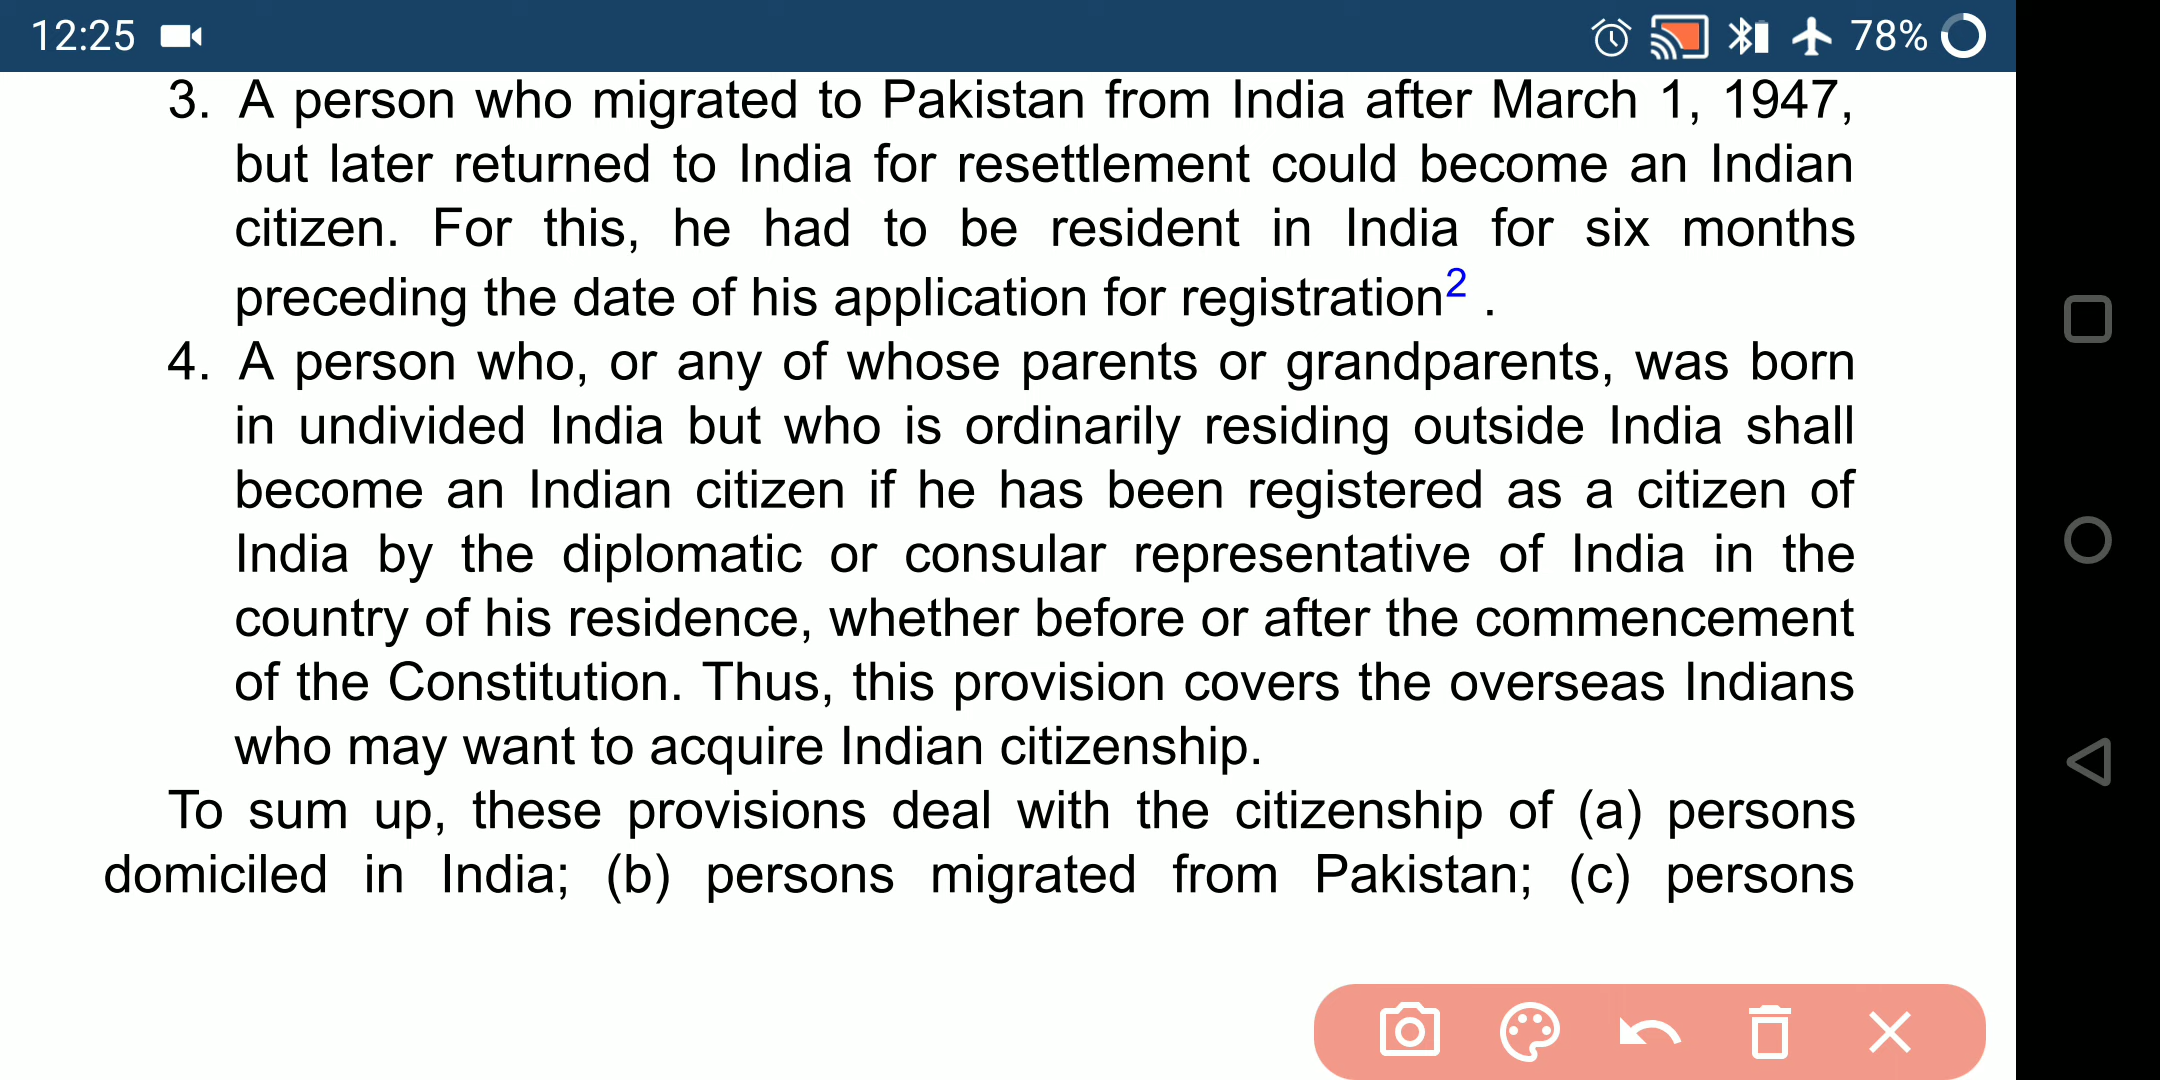 12:25 78%
3. A person who migrated to Pakistan from India after March 1, 1947,
but later returned to India for resettlement could become an Indian
citizen. For this, he had to be resident in India for six months
preceding the date of his application for registration2 .
4. A person who, or any of whose parents or grandparents, was born
in undivided India but who is ordinarily residing outside India shall
become an Indian citizen if he has been registered as a citizen of
India by the diplomatic or consular representative of India in the
country of his residence, whether before or after the commencement
of the Constitution. Thus, this provision covers the overseas Indians
who may want to acquire Indian citizenship.
To sum up, these provisions deal with the citizenship of (a) persons
domiciled in India; (b) persons migrated from Pakistan; (c) persons